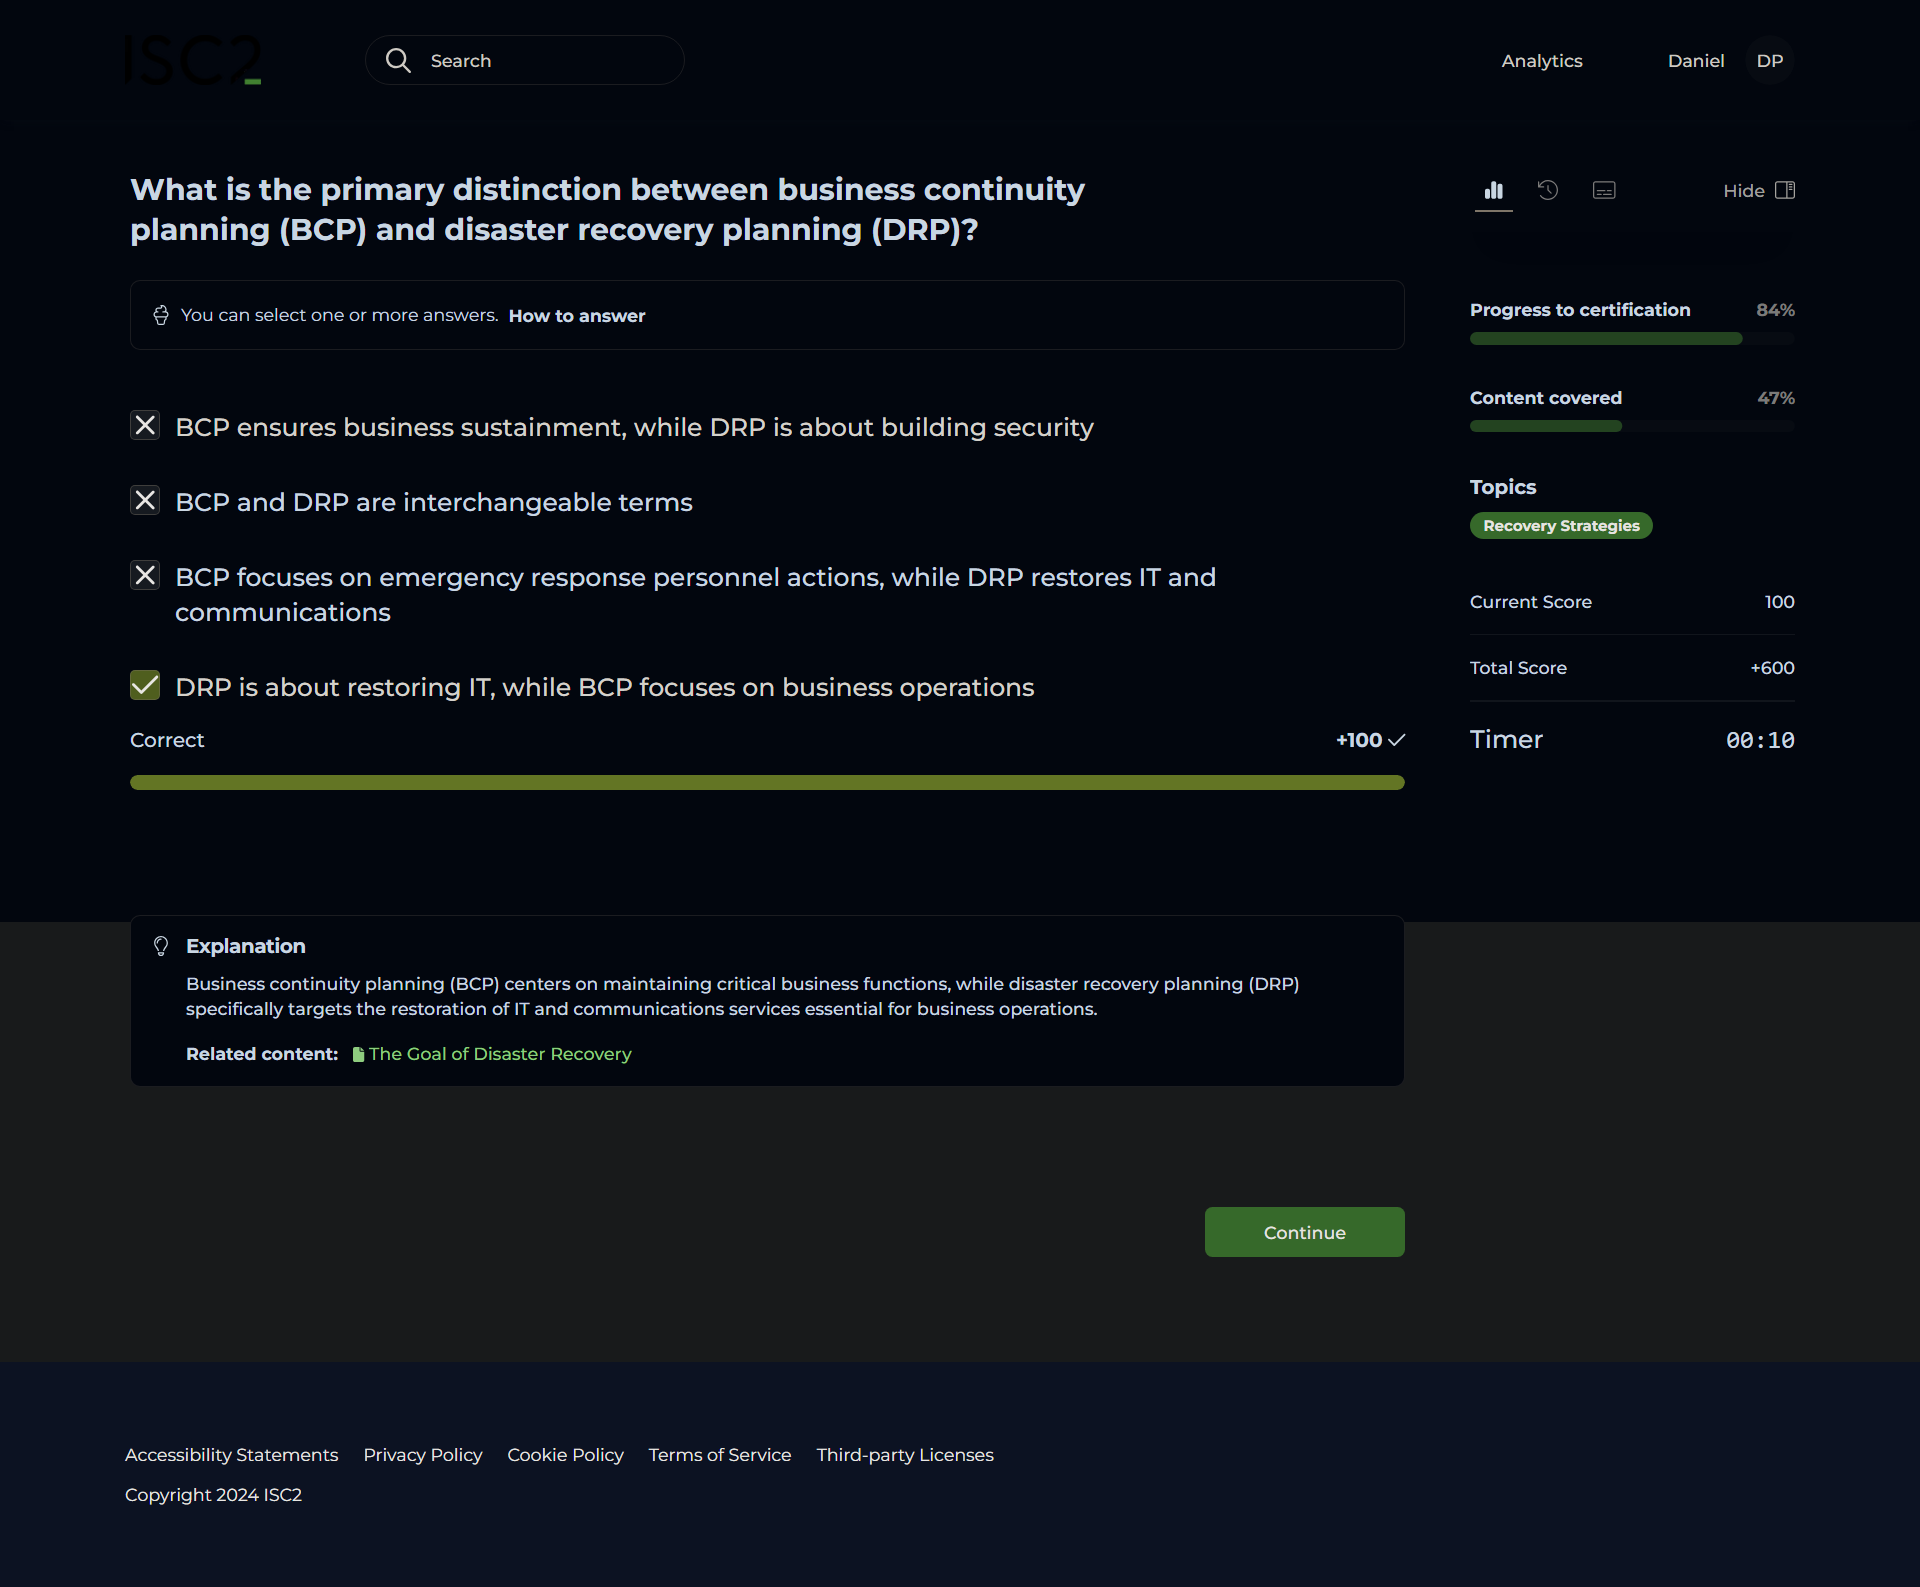 ISC2
Search
Analytics
Daniel
DP
What is the primary distinction between business continuity
planning (BCP) and disaster recovery planning (DRP)?
You can select one or more answers. How to answer
BCP ensures business sustainment, while DRP is about building security
BCP and DRP are interchangeable terms
BCP focuses on emergency response personnel actions, while DRP restores IT and
communications
DRP is about restoring IT, while BCP focuses on business operations
Correct
+100
Hide
Progress to certification 84%
Content covered 47%
Topics
Recovery Strategies
Current Score 100
Total Score +600
Timer 00:10
Explanation
Business continuity planning (BCP) centers on maintaining critical business functions, while disaster recovery planning (DRP)
specifically targets the restoration of IT and communications services essential for business operations.
Related content: The Goal of Disaster Recovery
Continue
Accessibility Statements Privacy Policy Cookie Policy Terms of Service Third-party Licenses
Copyright 2024 ISC2